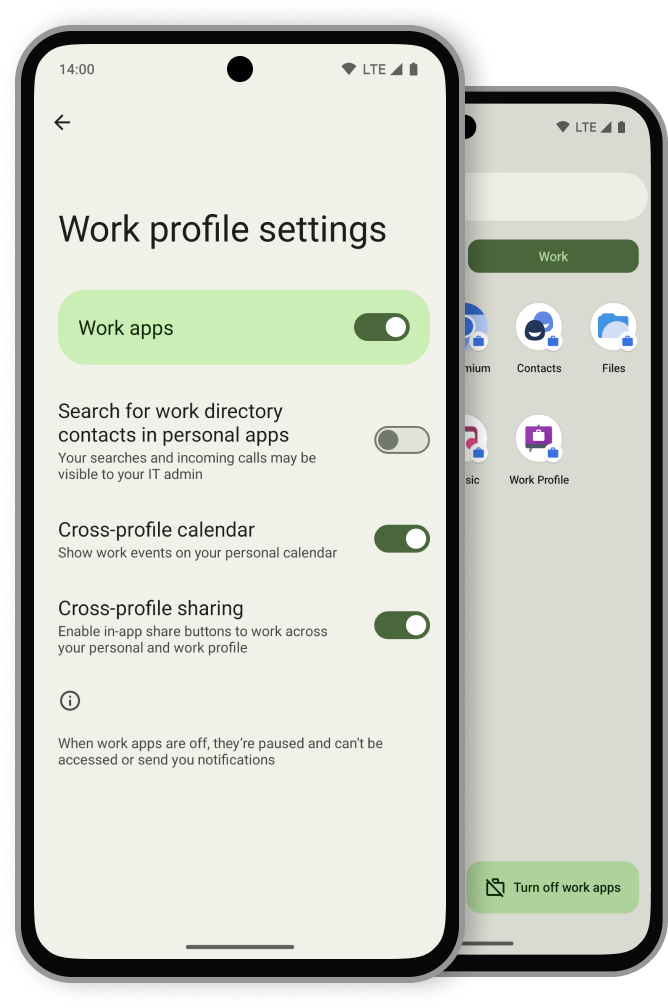 14:00
LTE
Work profile settings
Work apps
Search for work directory
contacts in personal apps
Your searches and incoming calls may be
visible to your IT admin
Cross-profile calendar
Show work events on your personal calendar
Cross-profile sharing
Enable in-app share buttons to work across
your personal and work profile
When work apps are off, they’re paused and can’t be
accessed or send you notifications
LTE
Work
mium
Contacts
Files
sic
Work Profile
Turn off work apps